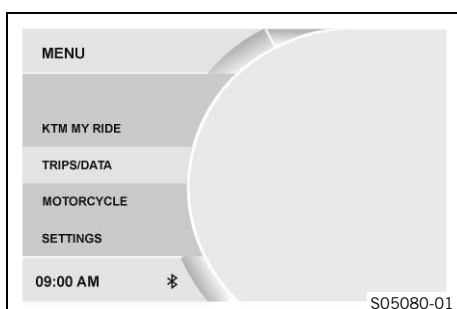 MENU
KTM MY RIDE
TRIPS/DATA
MOTORCYCLE
SETTINGS
09:00 AM
S05080-01